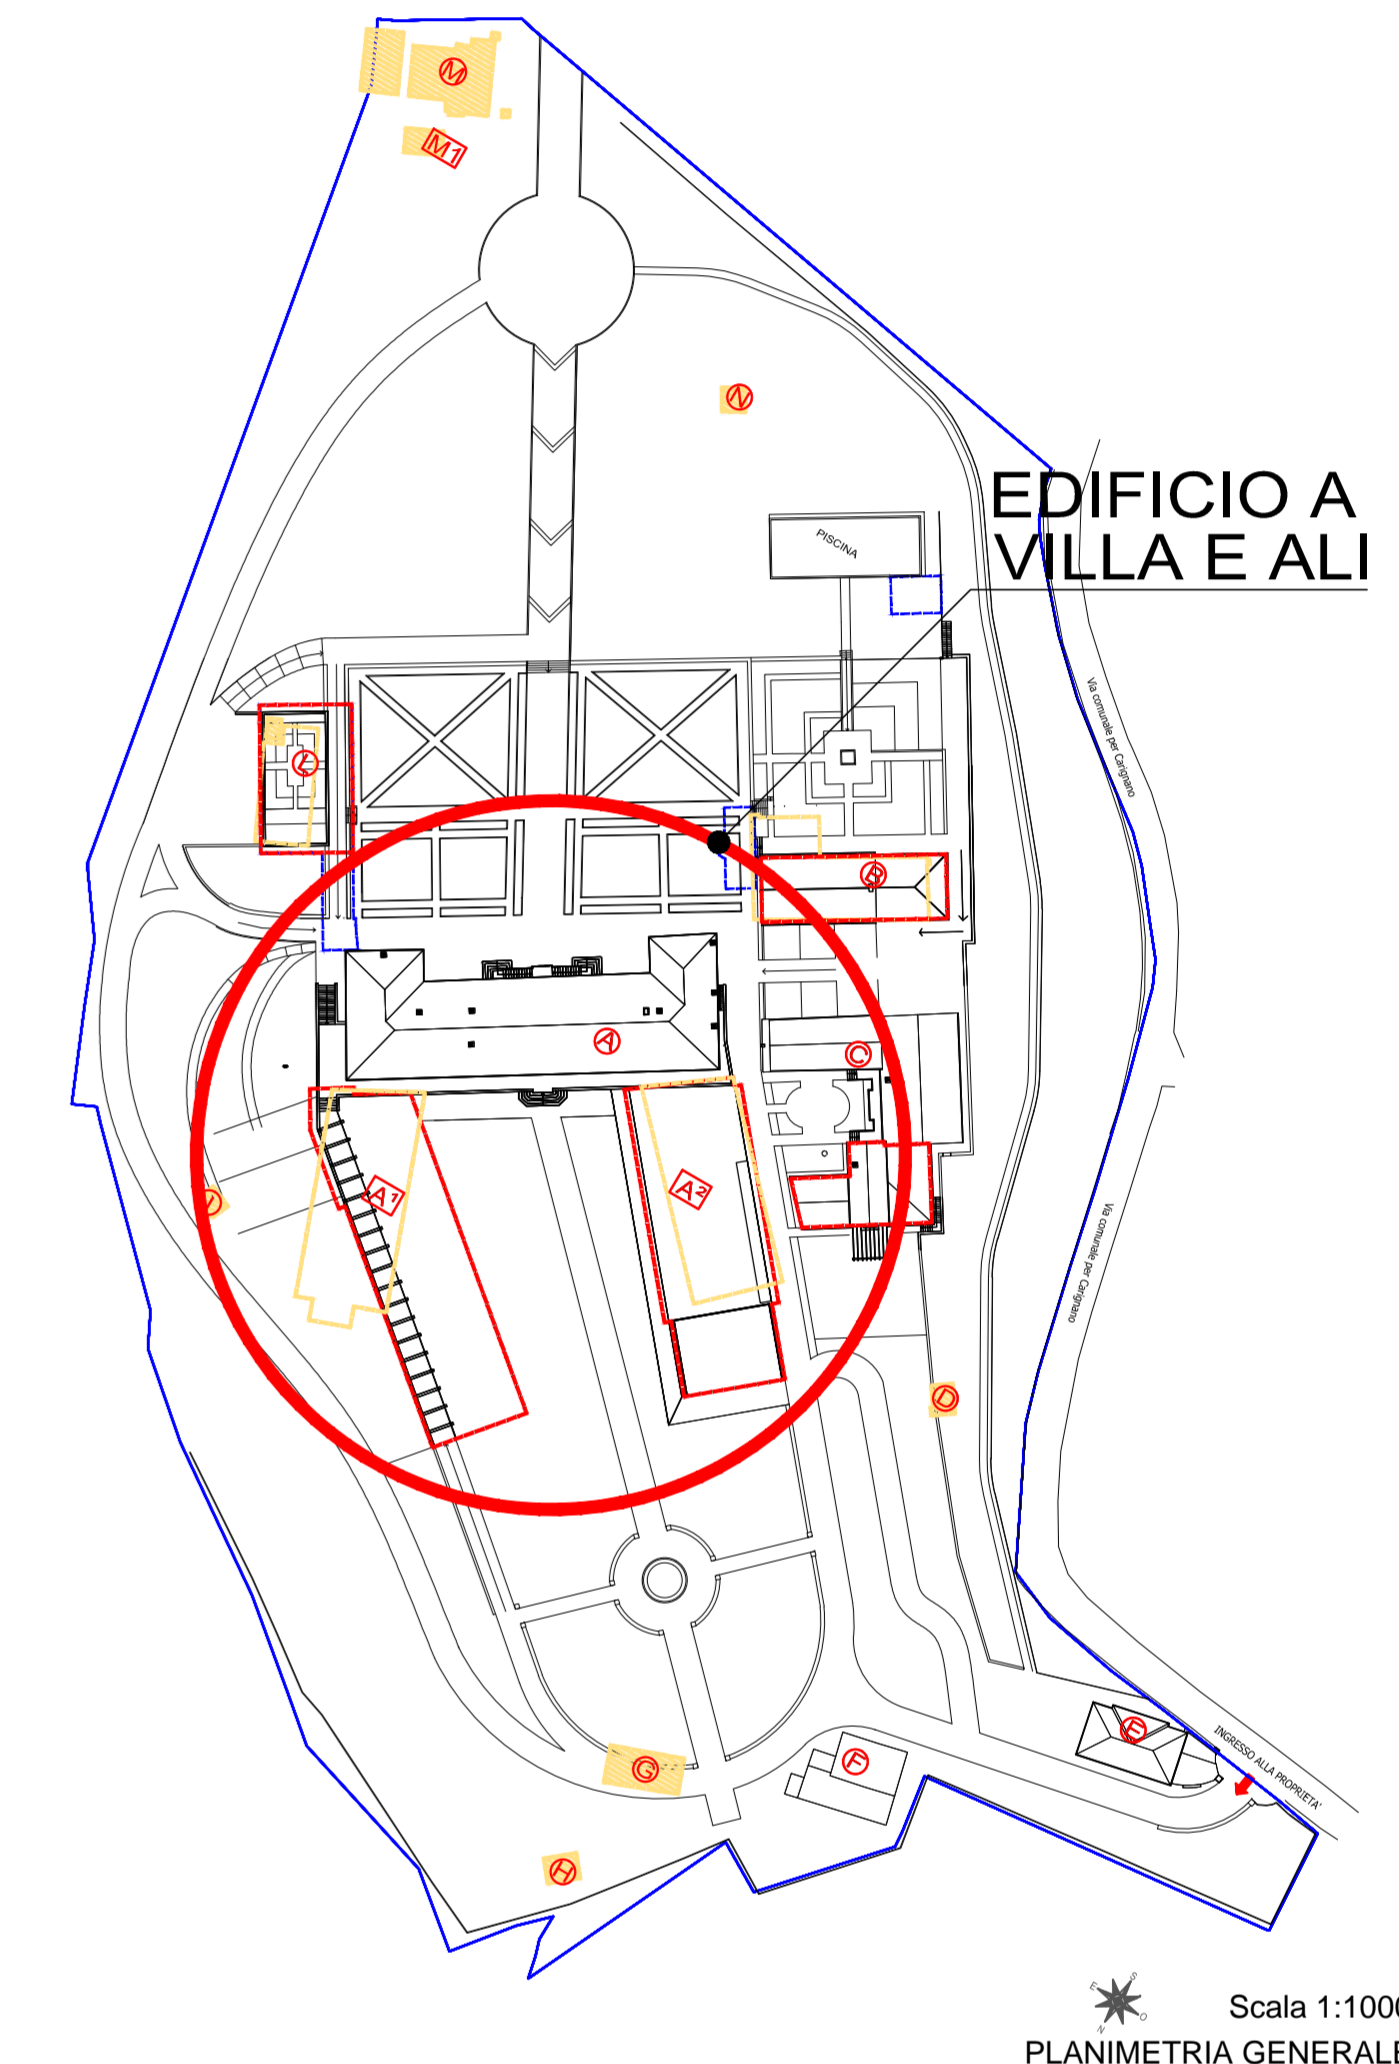 M
M1
N
EDIFICIO A
VILLA E ALI
PISCINA
Via comunale per Carignano
L
B
A
C
A1
A2
I
Via comunale per Carignano
D
E
INGRESSO ALLA PROPRIETA'
F
G
H
S
E
O
N
Scala 1:1000
PLANIMETRIA GENERALE